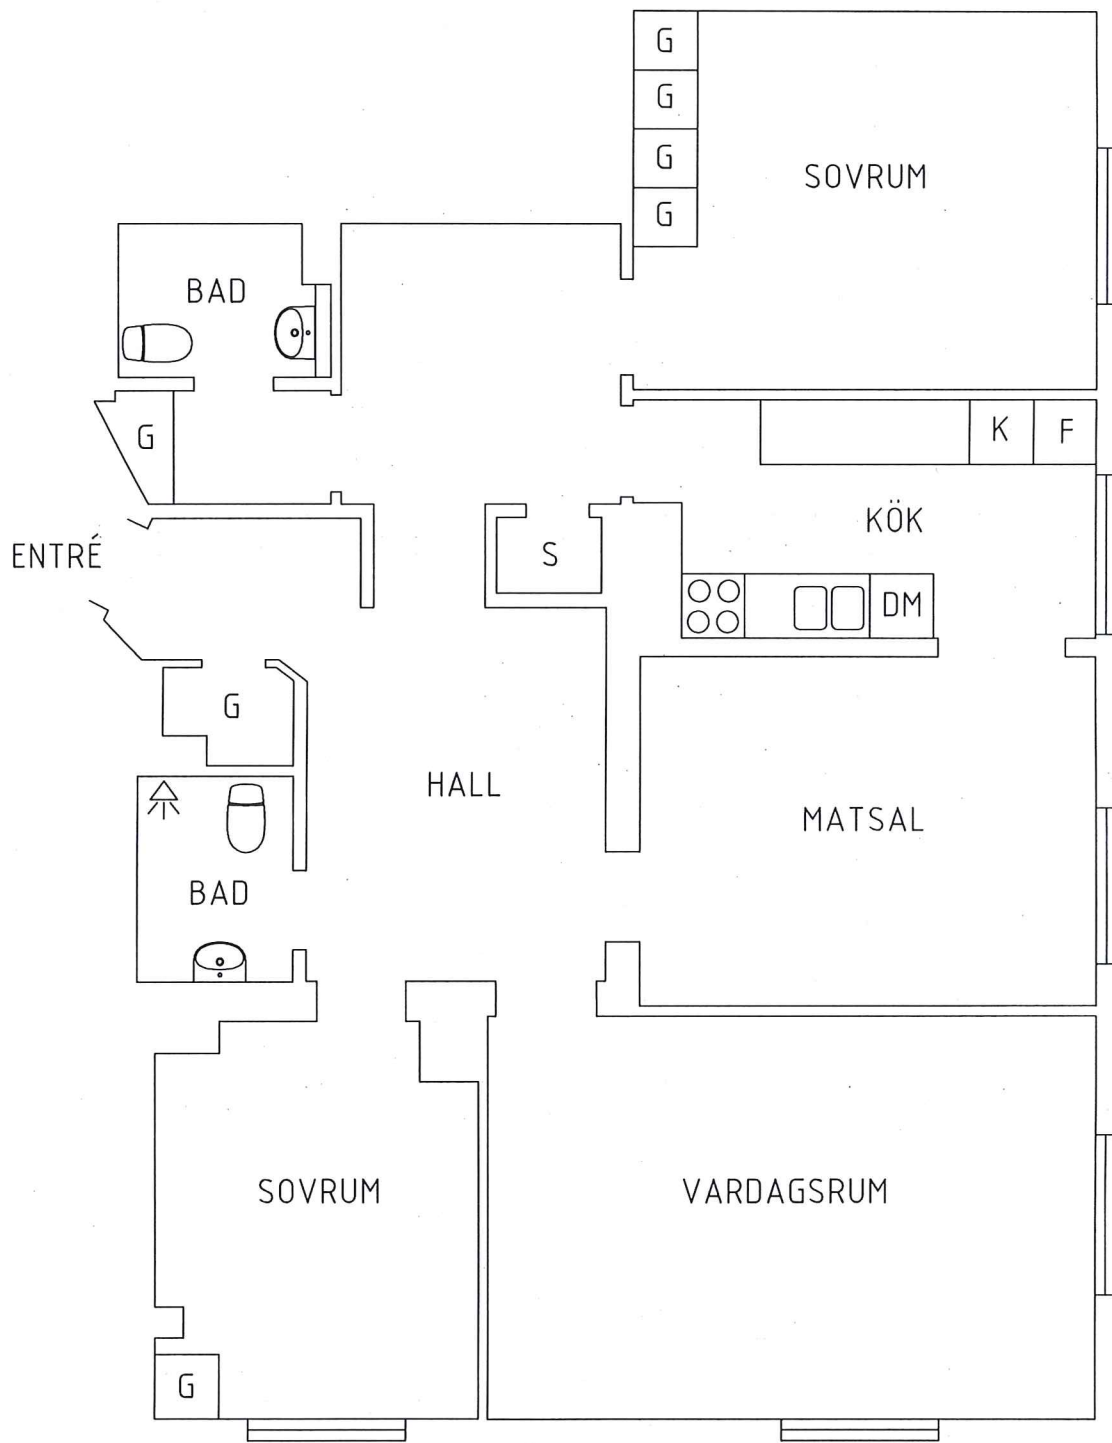 G
G
G
G
SOVRUM
BAD
G
K
F
KÖK
ENTRÉ
S
DM
G
HALL
MATSAL
BAD
SOVRUM
VARDAGSRUM
G